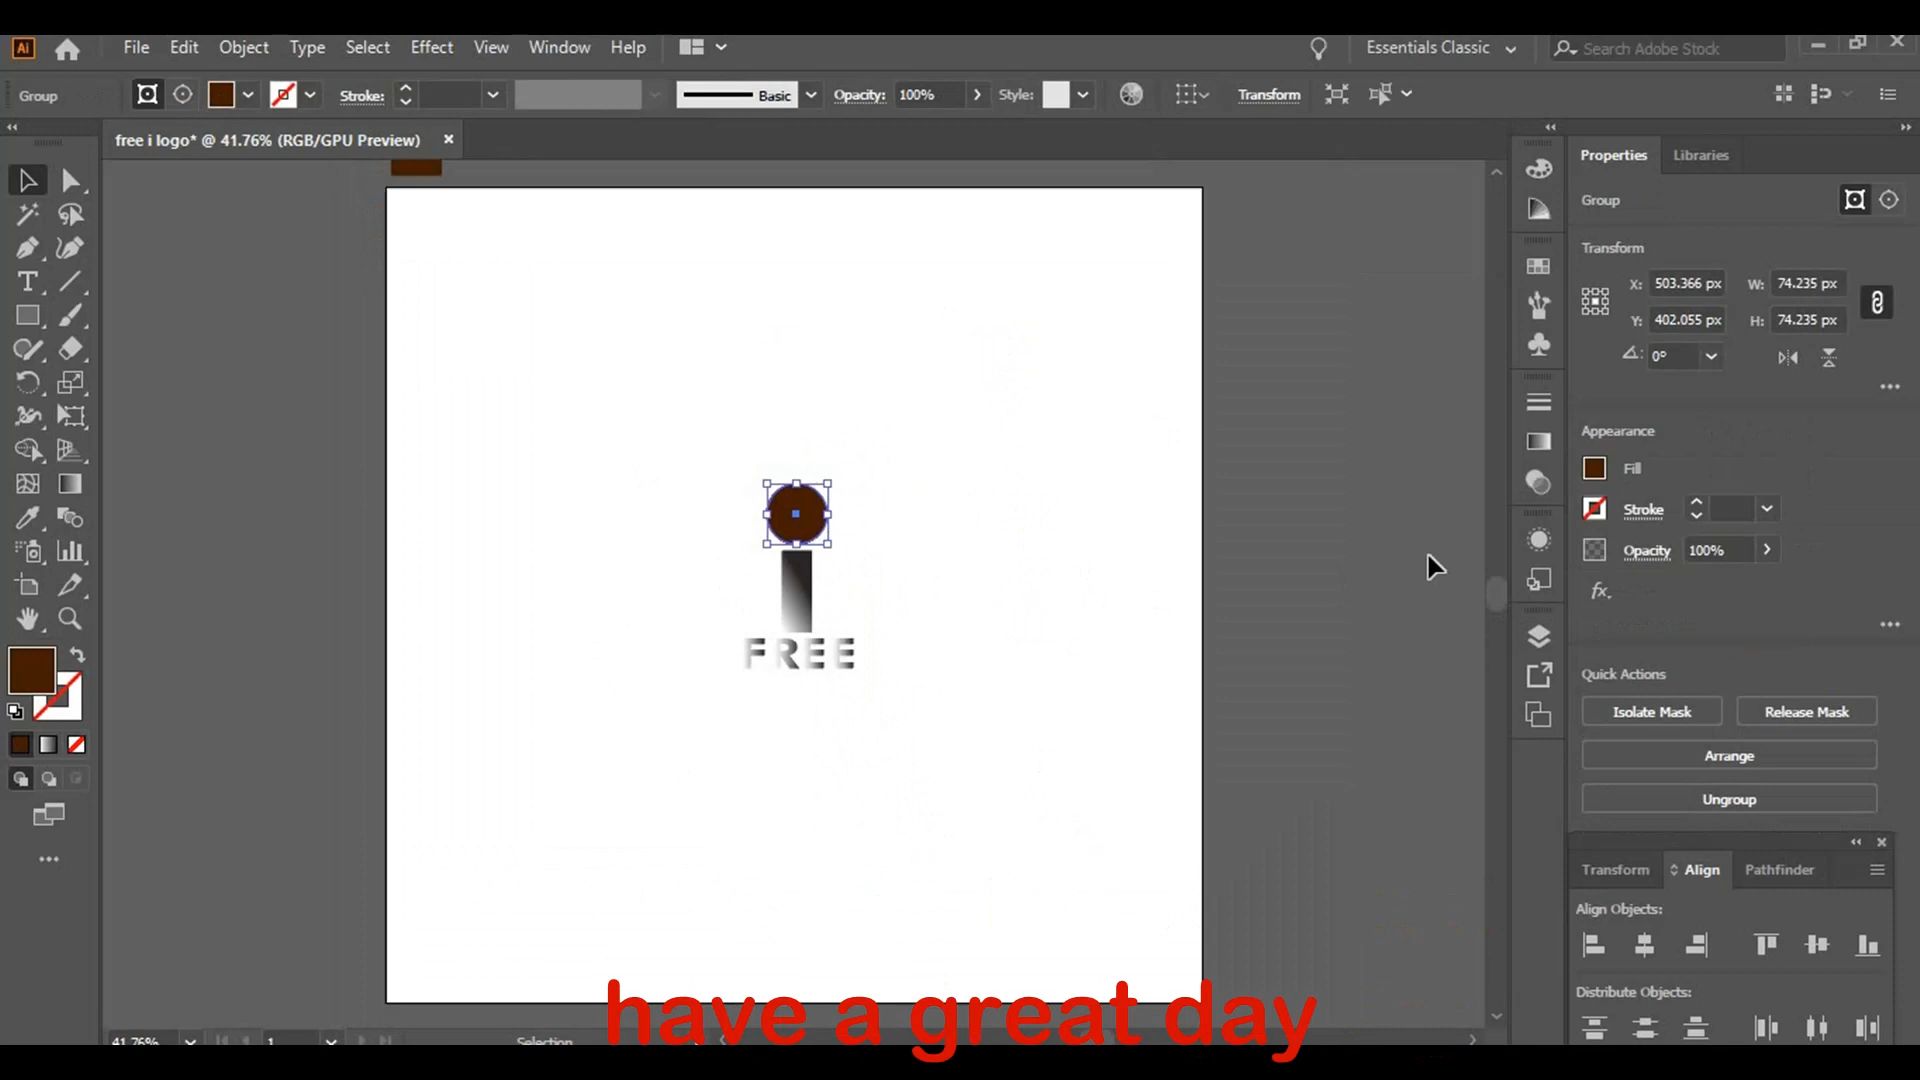 Ai File Edit Object Type Select Effect View Window Help Essentials Classic Search Adobe Stock
Group Stroke: Basic Opacity: 100% Style: Transform
free i logo* @ 41.76% (RGB/GPU Preview)
Properties Libraries
Group
Transform
X: 503.366 px W: 74.235 px
Y: 402.055 px H: 74.235 px
0°
Appearance
Fill
Stroke
Opacity 100%
fx.
Quick Actions
Isolate Mask Release Mask
Arrange
Ungroup
Transform Align Pathfinder
Align Objects:
Distribute Objects:
i
FREE
41.76% 1 Selection
have a great day